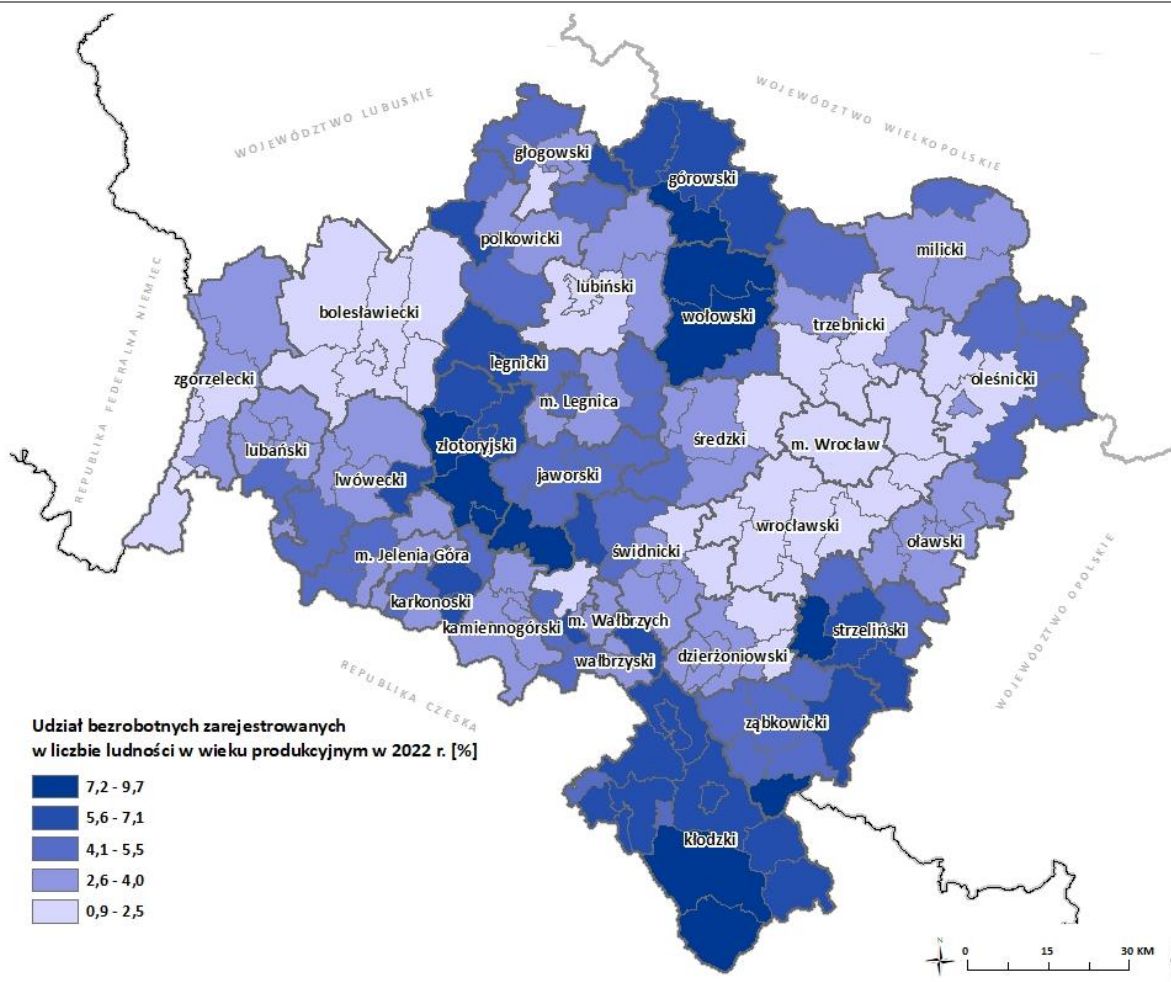 WOJEWÓDZTWO LUBUSKIE
WOJEWÓDZTWO WIELKOPOLSKIE
REPUBLIKA FEDERALNA NIEMIEC
głogowski
górowski
polkowicki
milicki
lubiński
bolesławiecki
wołowski
trzebnicki
legnicki
zgorzelecki
oleśnicki
m. Legnica
średzki
m. Wrocław
złotoryjski
lubański
jaworski
lwówecki
wrocławski
oławski
świdnicki
m. Jelenia Góra
karkonoski
m. Wałbrzych
kamiennogórski
strzeliński
dzierżoniowski
wałbrzyski
WOJEWÓDZTWO OPOLSKIE
REPUBLIKA CZESKA
ząbkowicki
kłodzki
Udział bezrobotnych zarejestrowanych
w liczbie ludności w wieku produkcyjnym w 2022 r. [%]
7,2 - 9,7
5,6 - 7,1
4,1 - 5,5
2,6 - 4,0
0,9 - 2,5
N
0 15 30 KM